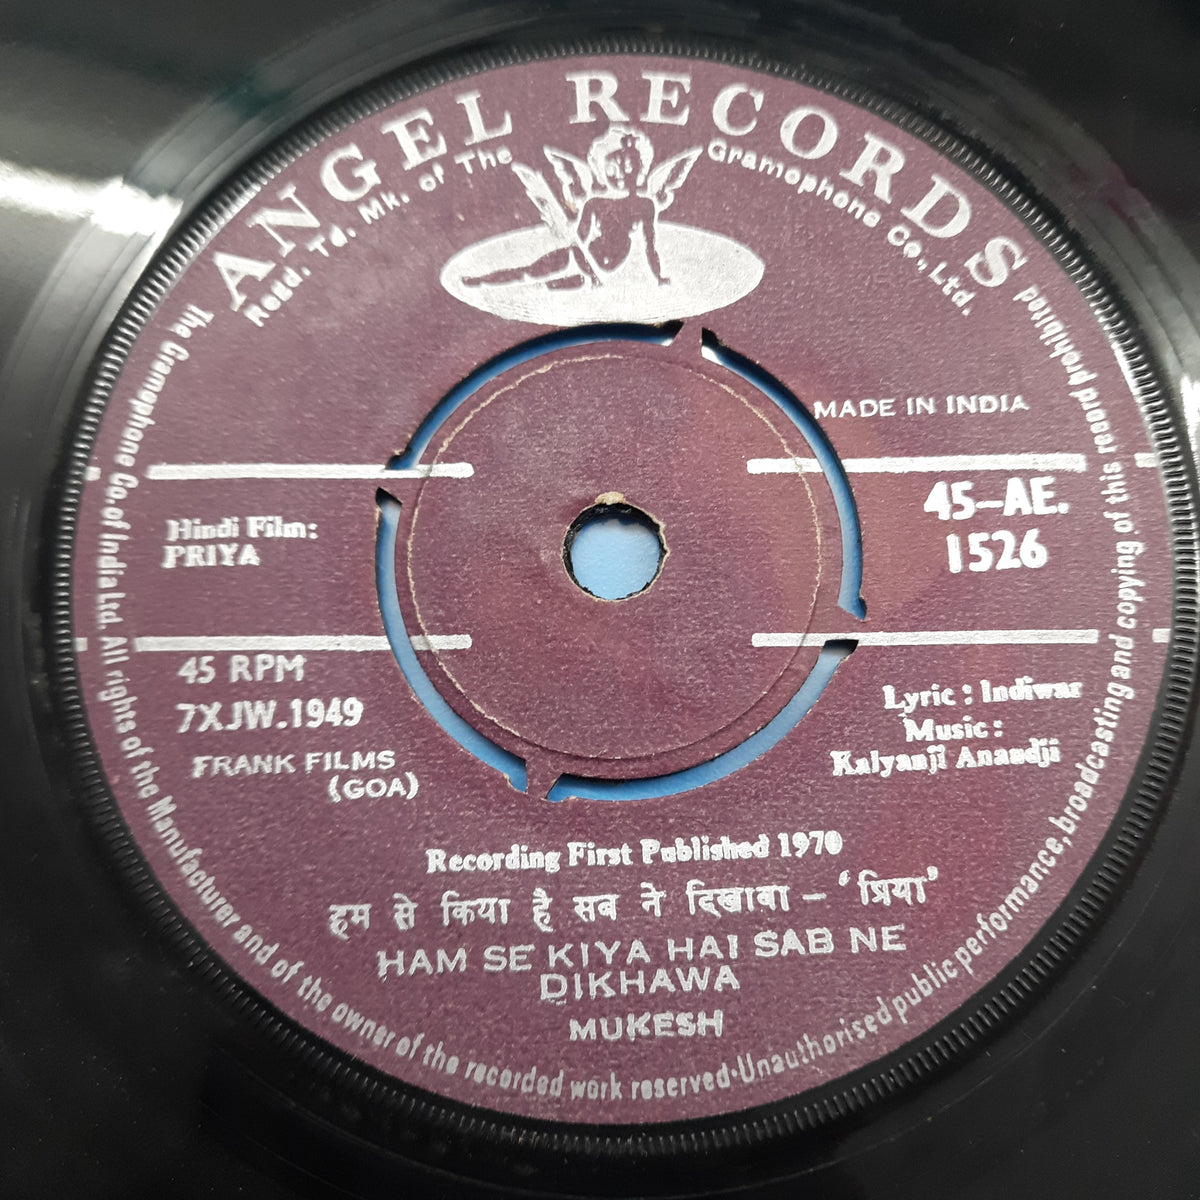 ANGEL RECORDS
Regd. Td. Mk. of The Gramophone Co., Ltd.
MADE IN INDIA
Hindi Film:
PRIYA
45-AE.
1526
45 RPM
7XJW.1949
FRANK FILMS
(GOA)
Lyric : Indiwar
Music :
Kalyanji Anandji
Recording First Published 1970
हम से किया है सब ने दिखावा - 'प्रिया'
HAM SE KIYA HAI SAB NE
DIKHAWA
MUKESH
The Gramophone Co. of India Ltd. All rights of the Manufacturer and of the owner of the recorded work reserved·Unauthorised public performance, broadcasting and copying of this record prohibited